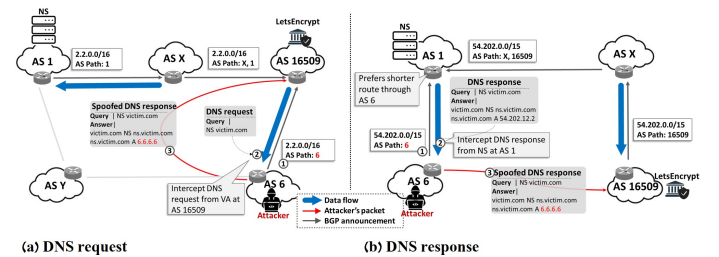 NS
2.2.0.0/16
AS Path: 1
2.2.0.0/16
AS Path: X, 1
LetsEncrypt
AS 1
AS X
AS 16509
Spoofed DNS response
Query | NS victim.com
Answer|
victim.com NS ns.victim.com
ns.victim.com A 6.6.6.6
DNS request
Query |
NS victim.com
2.2.0.0/16
AS Path: 6
1
2
3
AS Y
AS 6
Intercept DNS
request from VA at
AS 16509
Attacker
(a) DNS request
Data flow
Attacker's packet
BGP announcement
NS
AS 1
54.202.0.0/15
AS Path: X, 16509
AS X
Prefers shorter
route through
AS 6
DNS response
Query | NS victim.com
Answer|
victim.com NS ns.victim.com
ns.victim.com A 54.202.12.2
54.202.0.0/15
AS Path: 6
1
2
Intercept DNS response
from NS at AS 1
54.202.0.0/15
AS Path: 16509
AS 6
3
Spoofed DNS response
Query | NS victim.com
Answer|
victim.com NS ns.victim.com
ns.victim.com A 6.6.6.6
AS 16509
LetsEncrypt
Attacker
(b) DNS response